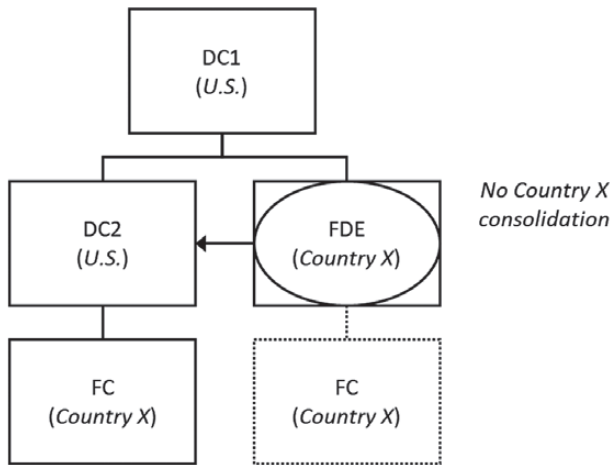 DC1
(U.S.)
DC2
(U.S.)
FDE
(Country X)
No Country X
consolidation
FC
(Country X)
FC
(Country X)